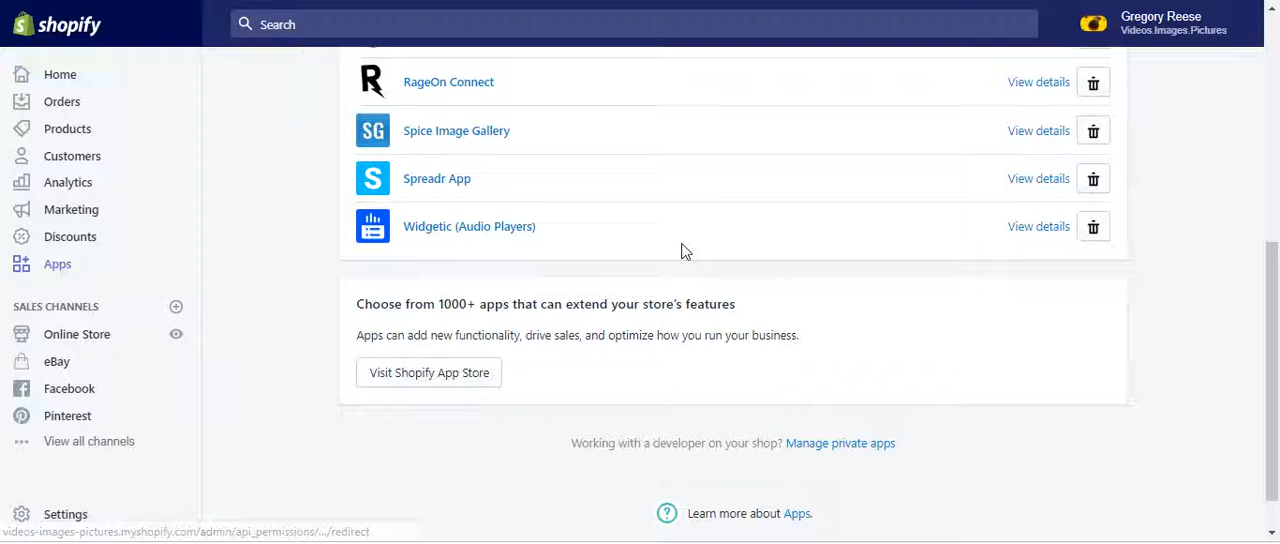 shopify
Search
Gregory Reese
Videos.Images.Pictures
Home
Orders
Products
Customers
Analytics
Marketing
Discounts
Apps
SALES CHANNELS
Online Store
eBay
Facebook
Pinterest
View all channels
Settings
RageOn Connect View details
SG Spice Image Gallery View details
S Spreadr App View details
Widgetic (Audio Players) View details
Choose from 1000+ apps that can extend your store's features
Apps can add new functionality, drive sales, and optimize how you run your business.
Visit Shopify App Store
Working with a developer on your shop? Manage private apps
? Learn more about Apps.
videos-images-pictures.myshopify.com/admin/api_permissions/.../redirect